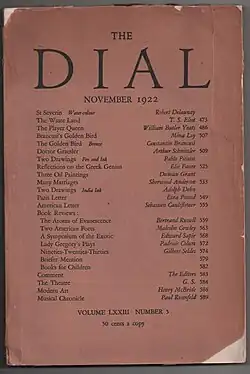 THE
DIAL
NOVEMBER 1922
St Severin Watercolour Robert Delaunay
The Waste Land T. S. Eliot 473
The Player Queen William Butler Yeats 486
Brancusi's Golden Bird Mina Loy 507
The Golden Bird Bronze Constantin Brancusi
Doctor Graesler Arthur Schnitzler 509
Two Drawings Pen and Ink Pablo Picasso
Reflections on the Greek Genius Elie Faure 525
Three Oil Paintings Duncan Grant
Many Marriages Sherwood Anderson 533
Two Drawings India Ink Adolph Dehn
Paris Letter Ezra Pound 549
American Letter Sebastien Cauliflower 555
Book Reviews:
The Aroma of Evanescence Bertrand Russell 559
Two American Poets Malcolm Cowley 563
A Symposium of the Exotic Edward Sapir 568
Lady Gregory's Plays Padraic Colum 572
Nineties-Twenties-Thirties Gilbert Seldes 574
Briefer Mention 579
Books for Children 582
Comment The Editors 583
The Theatre G. S. 584
Modern Art Henry McBride 586
Musical Chronicle Paul Rosenfeld 589
VOLUME LXXIII NUMBER 5
50 cents a copy